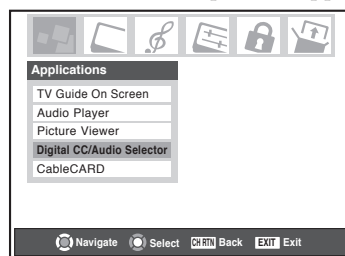 Applications
TV Guide On Screen
Audio Player
Picture Viewer
Digital CC/Audio Selector
CableCARD
Navigate Select CH RTN Back EXIT Exit